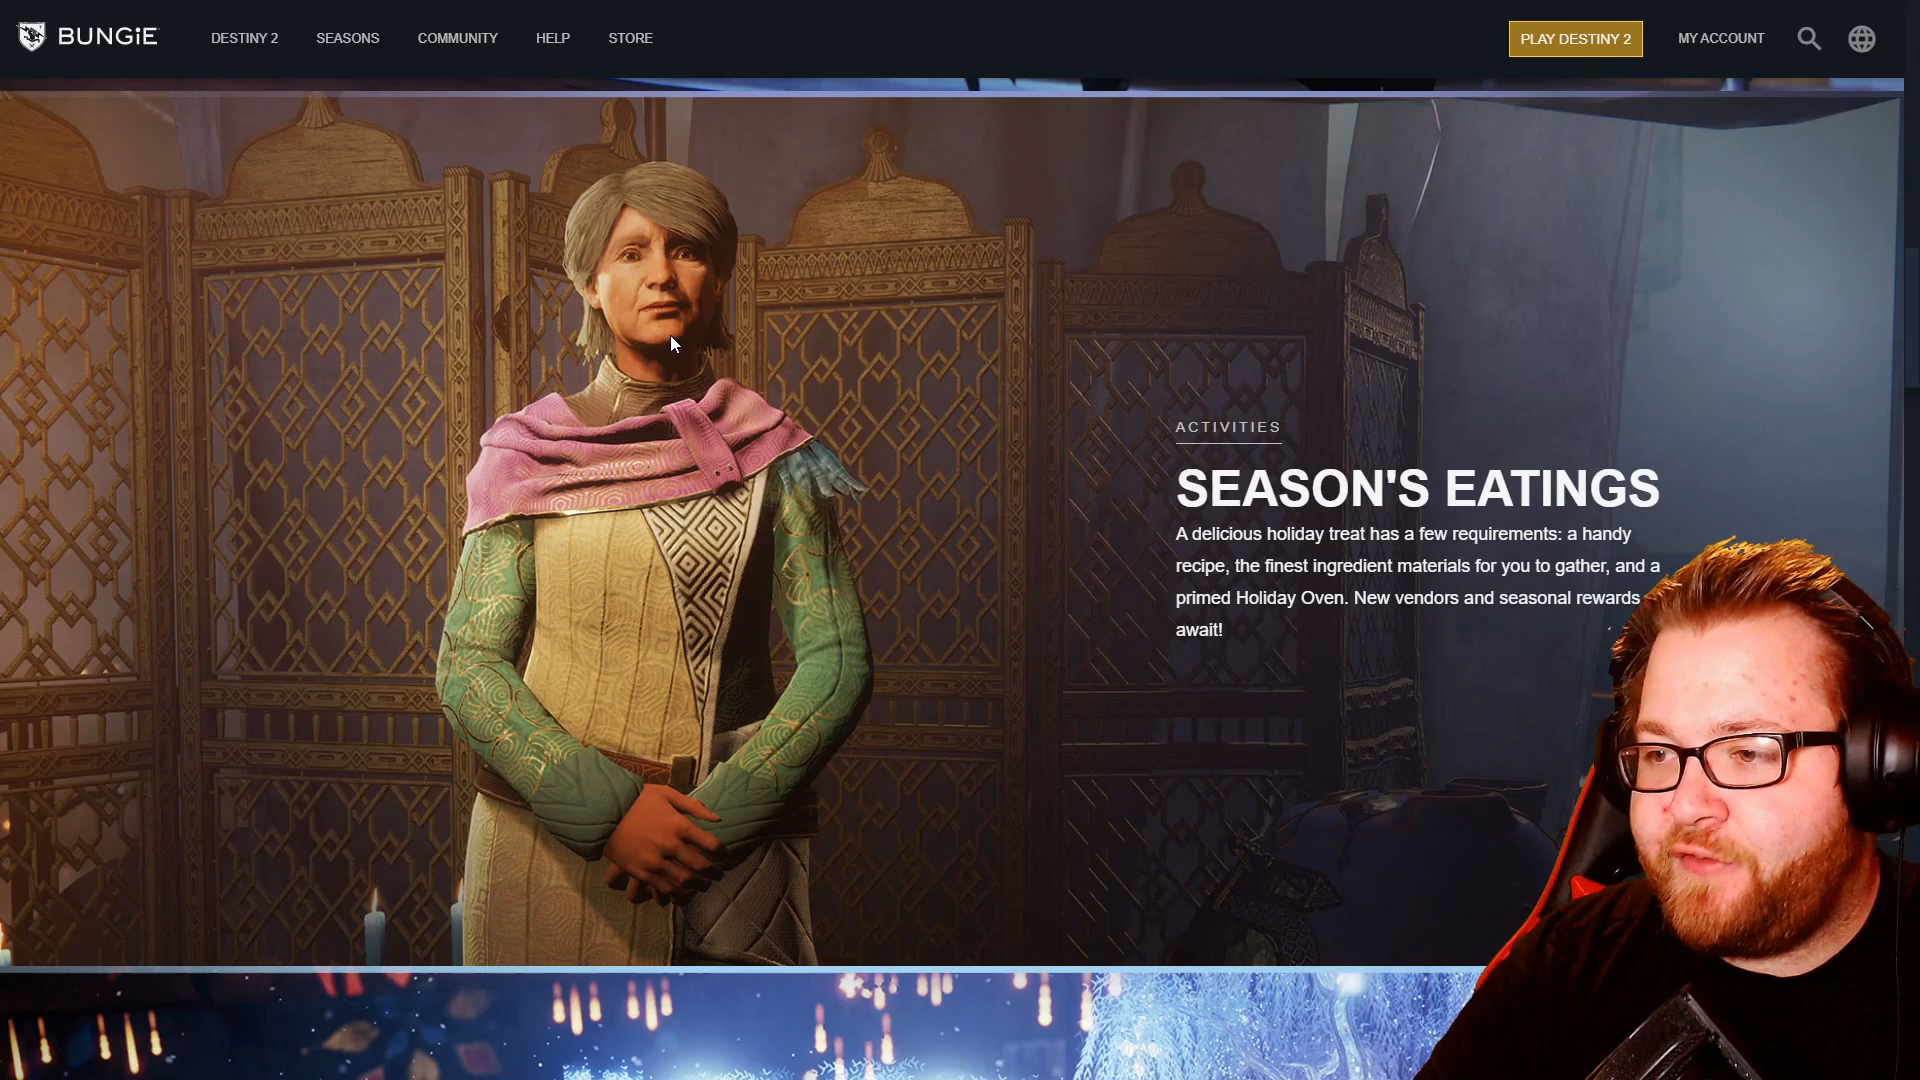 BUNGiE
DESTINY 2 SEASONS COMMUNITY HELP STORE
PLAY DESTINY 2 MY ACCOUNT
ACTIVITIES
SEASON'S EATINGS
A delicious holiday treat has a few requirements: a handy
recipe, the finest ingredient materials for you to gather, and a
primed Holiday Oven. New vendors and seasonal rewards
await!